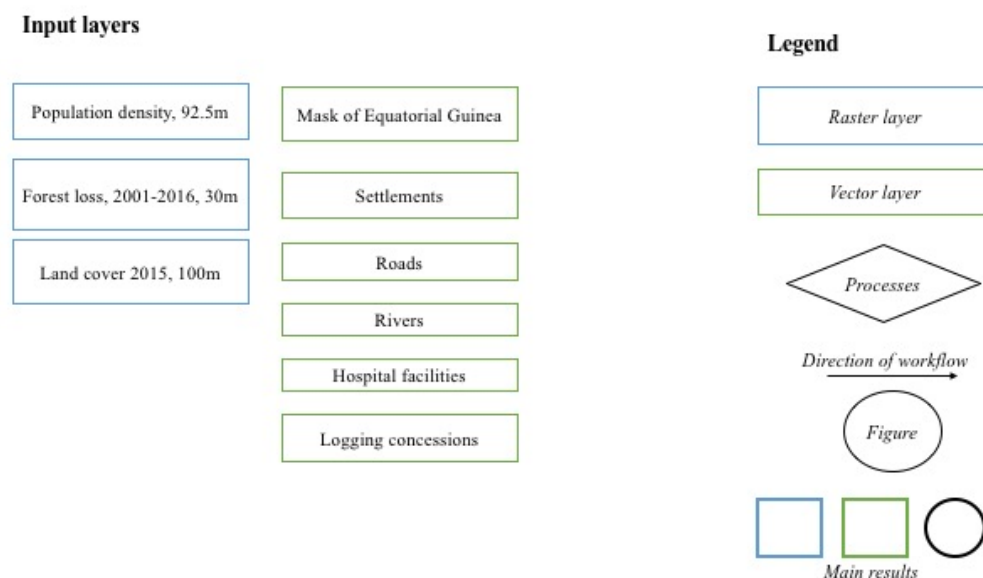 Input layers
Population density, 92.5m
Forest loss, 2001-2016, 30m
Land cover 2015, 100m
Mask of Equatorial Guinea
Settlements
Roads
Rivers
Hospital facilities
Logging concessions
Legend
Raster layer
Vector layer
Processes
Direction of workflow
Figure
Main results